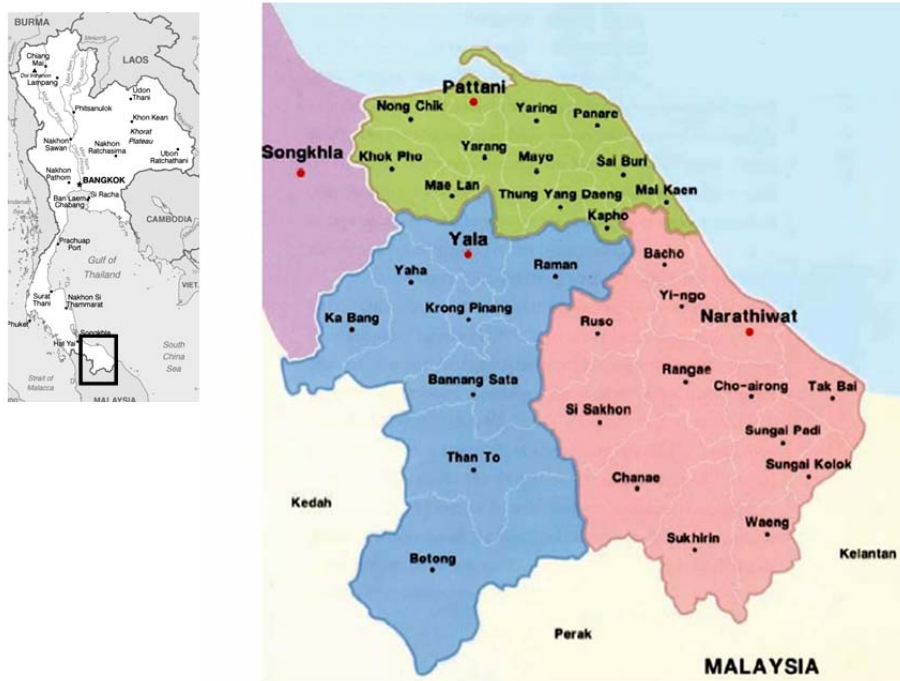 BURMA
LAOS
Chiang
Mai
Doi Inthanon
Lampang
Udon
Thani
Phitsanulok
Khon Kean
Khorat
Plateau
Nakhon
Sawan
Nakhon
Ratchasima
Ubon
Ratchathani
Nakhon
Pathom
BANGKOK
Ban Laem
Chabang
Si Racha
CAMBODIA
Prachuap
Port
Gulf of
Thailand
VIET.
Surat
Thani
Nakhon Si
Thammarat
Phuket
Songkhla
Hat Yai
South
China
Sea
Strait of
Malacca
MALAYSIA
Pattani
Nong Chik
Yaring
Panare
Songkhla
Khok Pho
Yarang
Mayo
Sai Buri
Mae Lan
Thung Yang Daeng
Mai Kaen
Kapho
Yala
Bacho
Yaha
Raman
Yi-ngo
Ka Bang
Krong Pinang
Ruso
Narathiwat
Rangae
Bannang Sata
Cho-airong
Tak Bai
Si Sakhon
Sungai Padi
Than To
Sungai Kolok
Chanae
Kedah
Waeng
Sukhirin
Betong
Kelantan
Perak
MALAYSIA